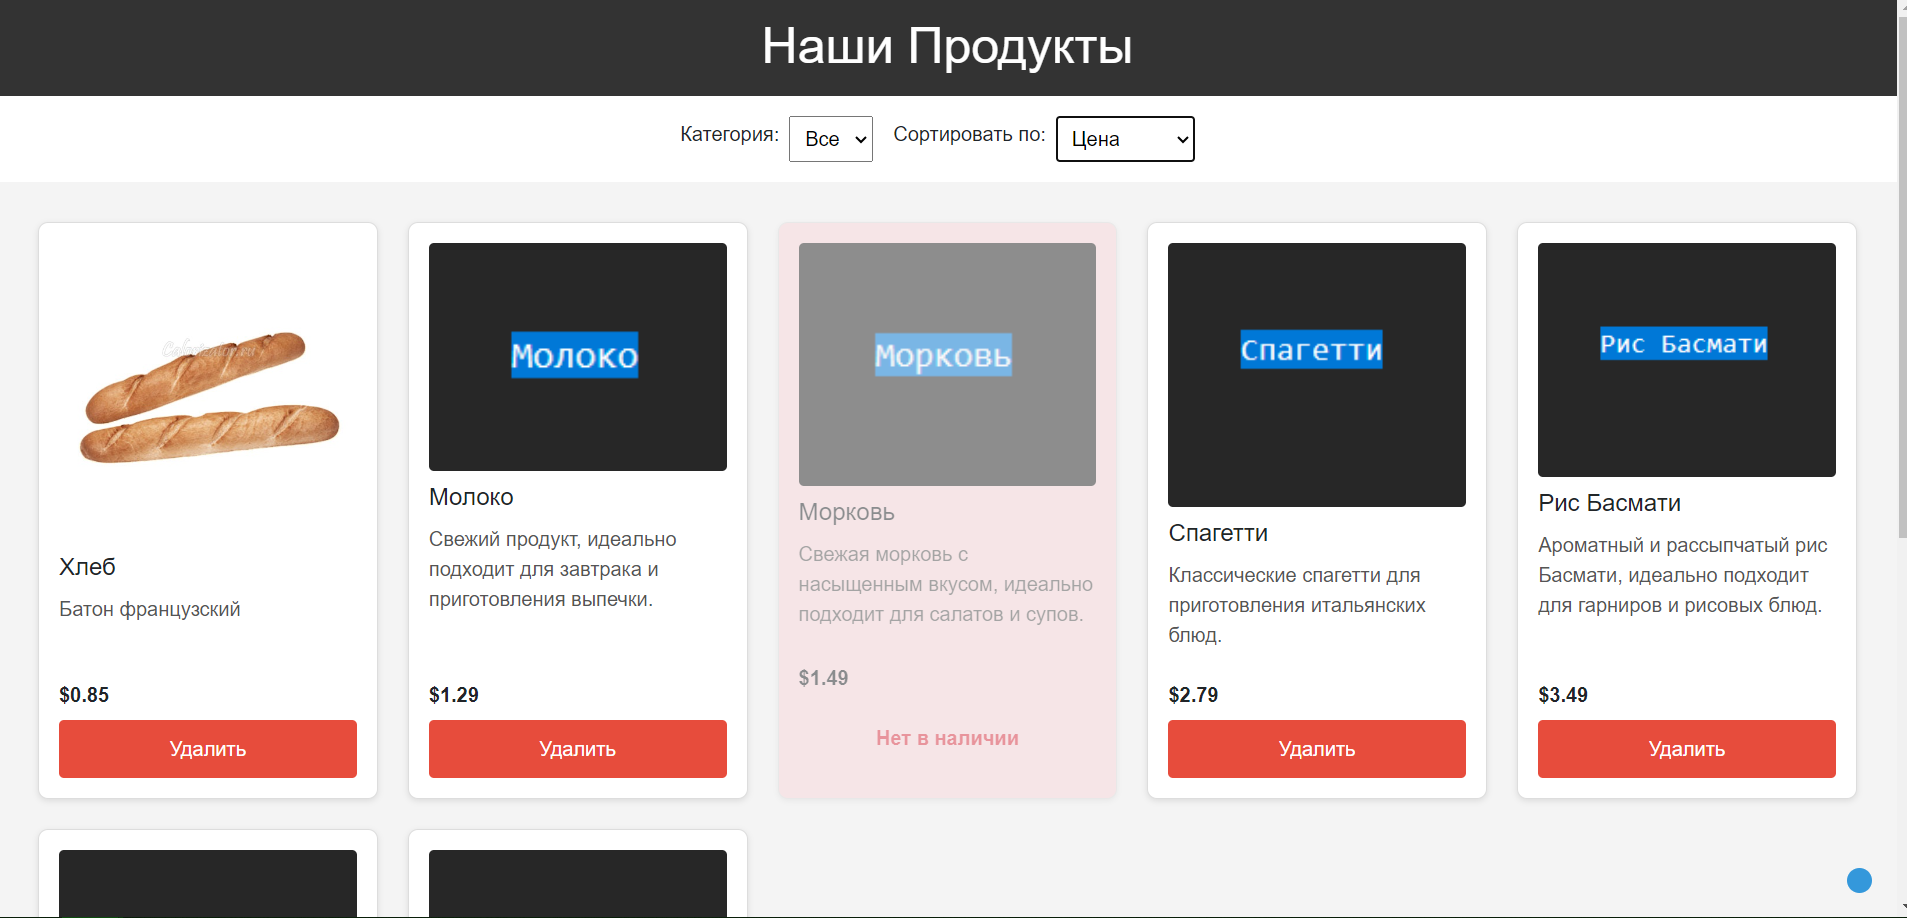 Наши Продукты
Категория: Все Сортировать по: Цена
Хлеб
Батон французский
$0.85
Удалить
Молоко
Молоко
Свежий продукт, идеально
подходит для завтрака и
приготовления выпечки.
$1.29
Удалить
Морковь
Морковь
Свежая морковь с
насыщенным вкусом, идеально
подходит для салатов и супов.
$1.49
Нет в наличии
Спагетти
Спагетти
Классические спагетти для
приготовления итальянских
блюд.
$2.79
Удалить
Рис Басмати
Рис Басмати
Ароматный и рассыпчатый рис
Басмати, идеально подходит
для гарниров и рисовых блюд.
$3.49
Удалить